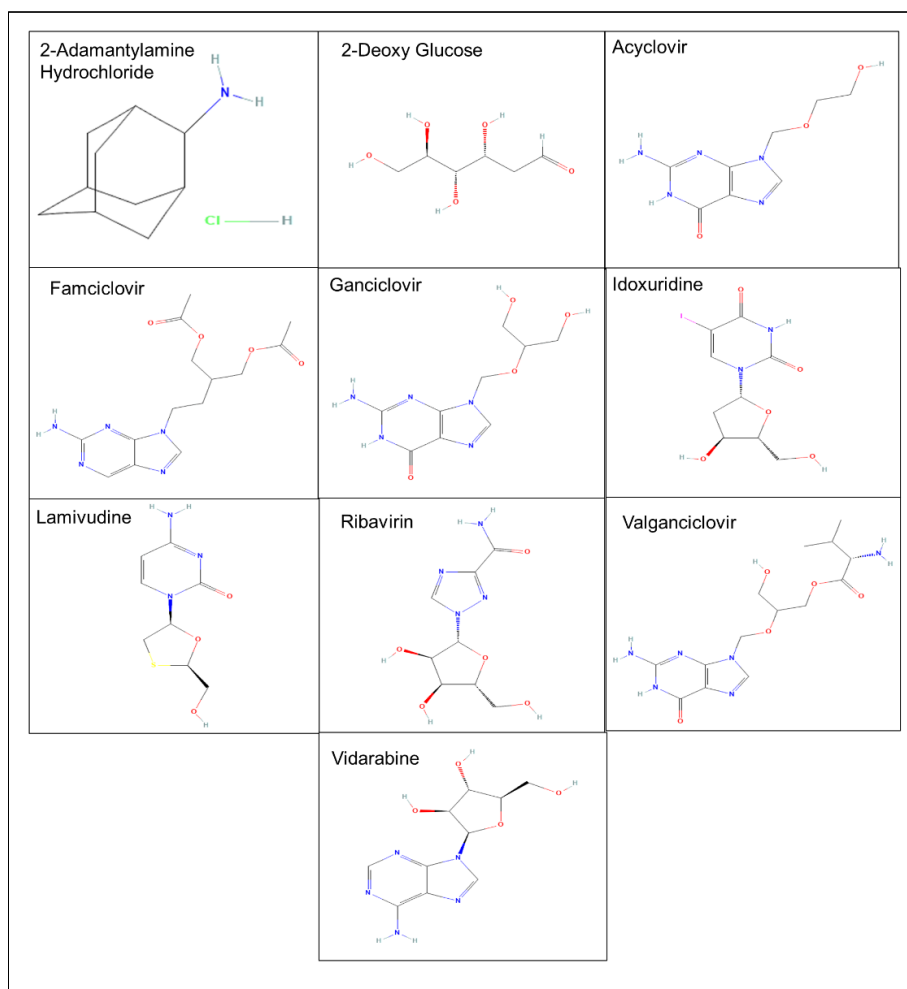 2-Adamantylamine
Hydrochloride
2-Deoxy Glucose
Acyclovir
Famciclovir
Ganciclovir
Idoxuridine
Lamivudine
Ribavirin
Valganciclovir
Vidarabine